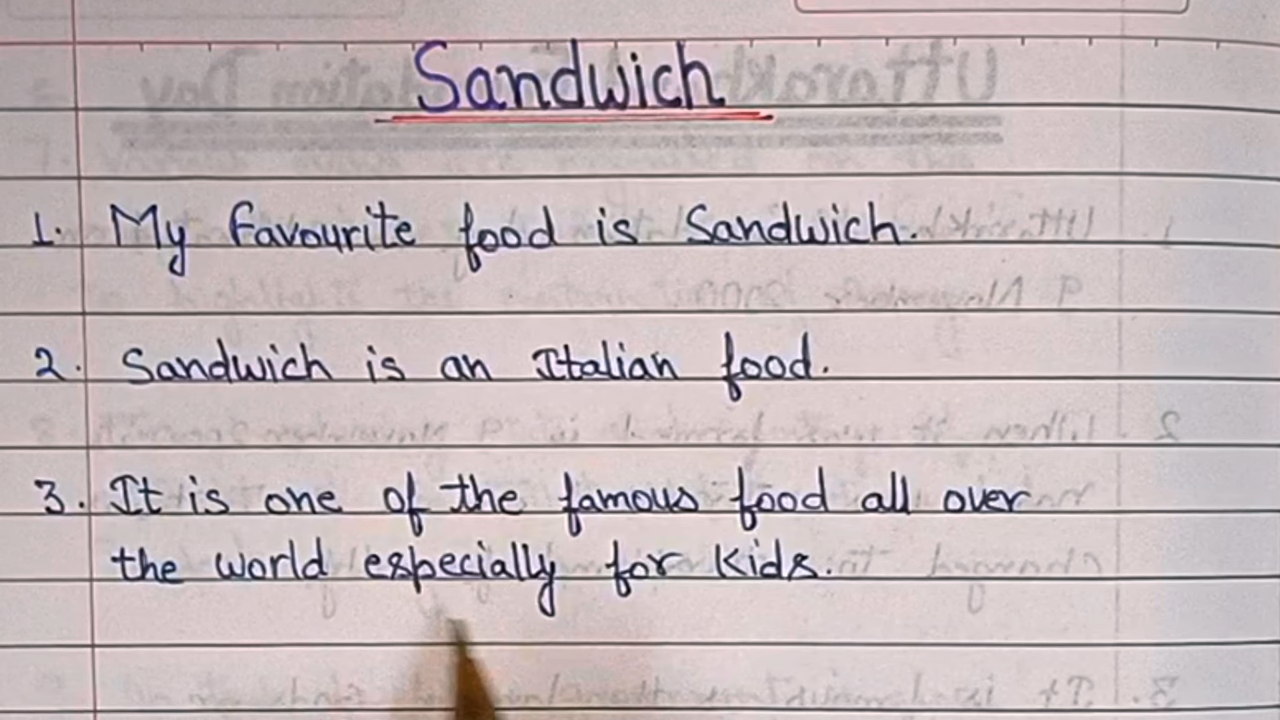 Sandwich
1. My favourite food is Sandwich.
2. Sandwich is an Italian food.
3. It is one of the famous food all over
the world especially for Kids.